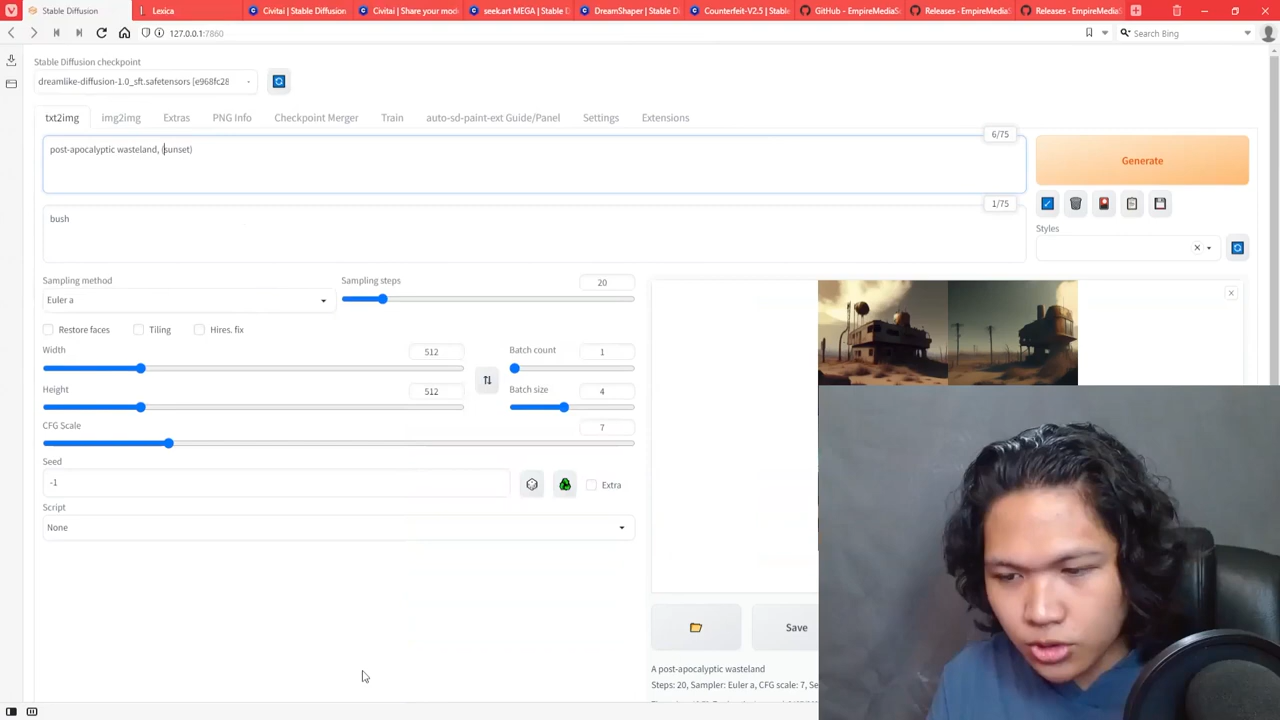 Stable Diffusion
Lexica
Civitai | Stable Diffusion
Civitai | Share your mod
seek.art MEGA | Stable D
DreamShaper | Stable D
Counterfeit-V2.5 | Stabl
GitHub - EmpireMediaS
Releases - EmpireMedia
Releases - EmpireMedia
127.0.0.1:7860
Search Bing
Stable Diffusion checkpoint
dreamlike-diffusion-1.0_sft.safetensors [e968fc28
txt2img
img2img
Extras
PNG Info
Checkpoint Merger
Train
auto-sd-paint-ext Guide/Panel
Settings
Extensions
6/75
post-apocalyptic wasteland, (sunset)
Generate
1/75
bush
Styles
Sampling method
Sampling steps
20
Euler a
Restore faces
Tiling
Hires. fix
Width
512
Batch count
1
Height
512
Batch size
4
CFG Scale
7
Seed
-1
Extra
Script
None
Save
A post-apocalyptic wasteland
Steps: 20, Sampler: Euler a, CFG scale: 7, Se